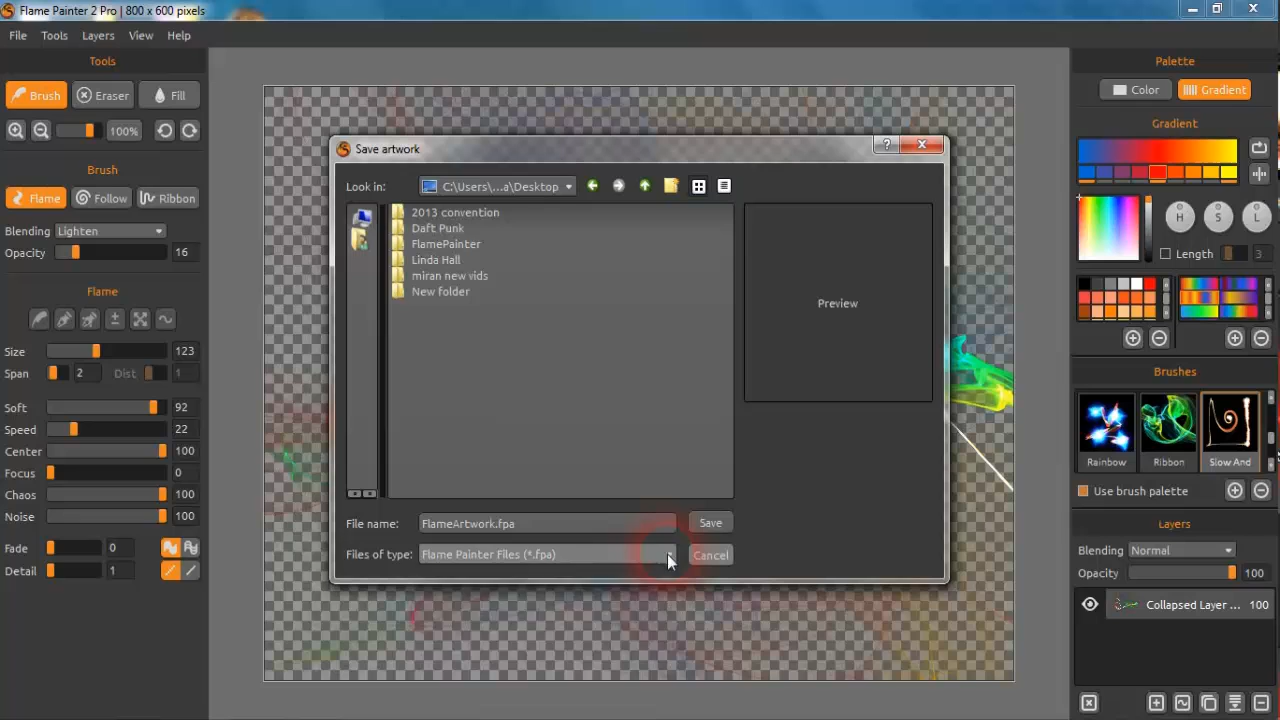 Flame Painter 2 Pro | 800 x 600 pixels
File Tools Layers View Help
Tools
Brush Eraser Fill
100%
Brush
Flame Follow Ribbon
Blending Lighten
Opacity 16
Flame
Size 123
Span 2 Dist 1
Soft 92
Speed 22
Center 100
Focus 0
Chaos 100
Noise 100
Fade 0
Detail 1
Save artwork
?
Look in: C:\Users\...a\Desktop
2013 convention
Daft Punk
FlamePainter
Linda Hall
miran new vids
New folder
Preview
File name: FlameArtwork.fpa Save
Files of type: Flame Painter Files (*.fpa) Cancel
Palette
Color Gradient
Gradient
H S L
Length 3
Brushes
Rainbow Ribbon Slow And
Use brush palette
Layers
Blending Normal
Opacity 100
Collapsed Layer ... 100